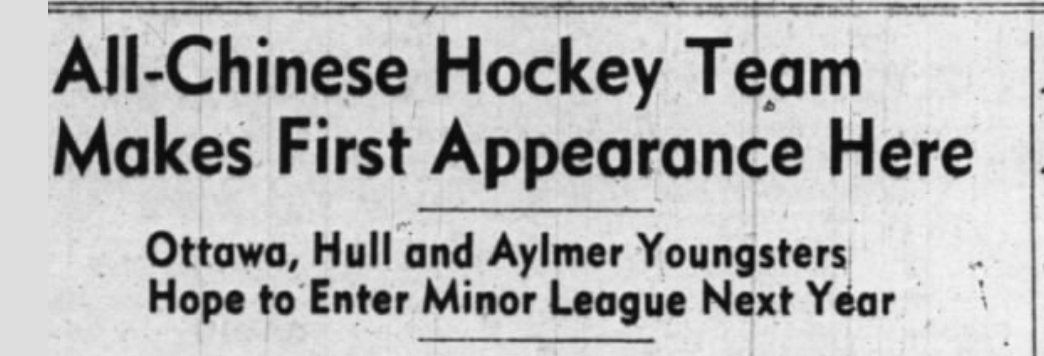 All-Chinese Hockey Team
Makes First Appearance Here
Ottawa, Hull and Aylmer Youngsters
Hope to Enter Minor League Next Year